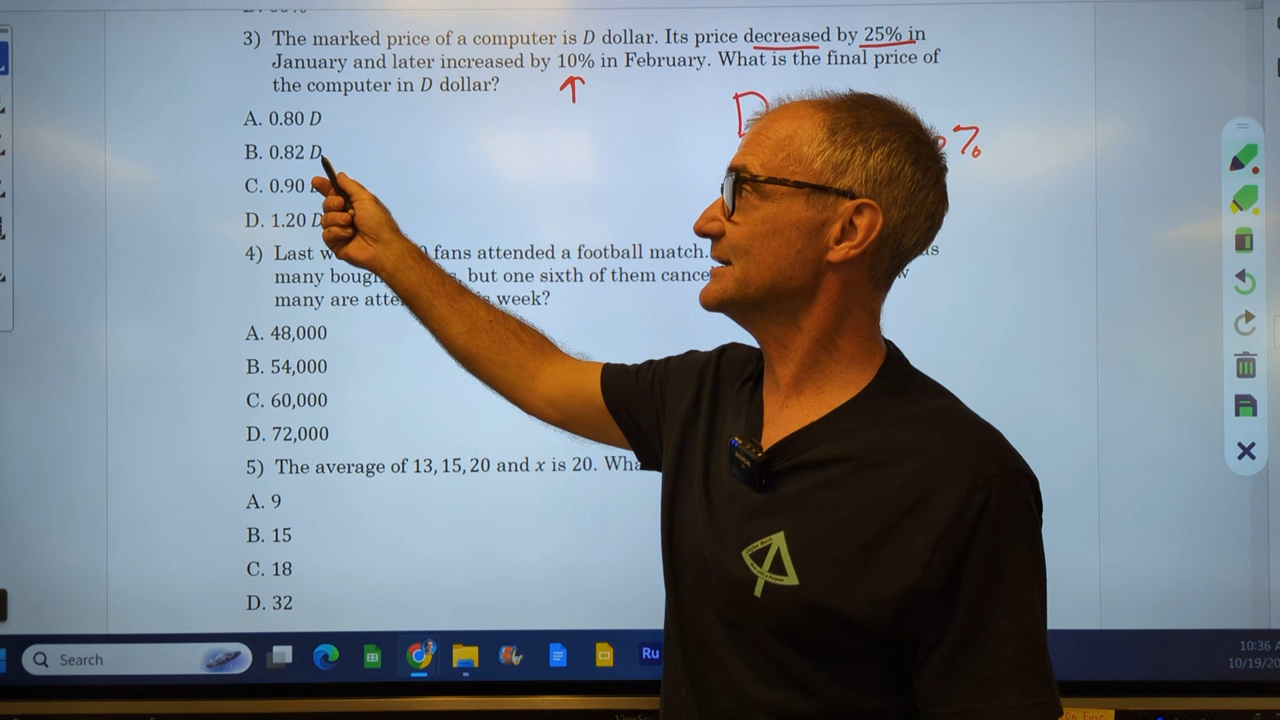 3) The marked price of a computer is D dollar. Its price decreased by 25% in
January and later increased by 10% in February. What is the final price of
the computer in D dollar?
D
%
A. 0.80 D
B. 0.82 D
C. 0.90
D. 1.20 D
4) Last fans attended a football match.
many but one sixth of them
many are week?
A. 48,000
B. 54,000
C. 60,000
D. 72,000
5) The average of 13, 15, 20 and x is 20.
A. 9
B. 15
C. 18
D. 32
Search
Ru
10:36